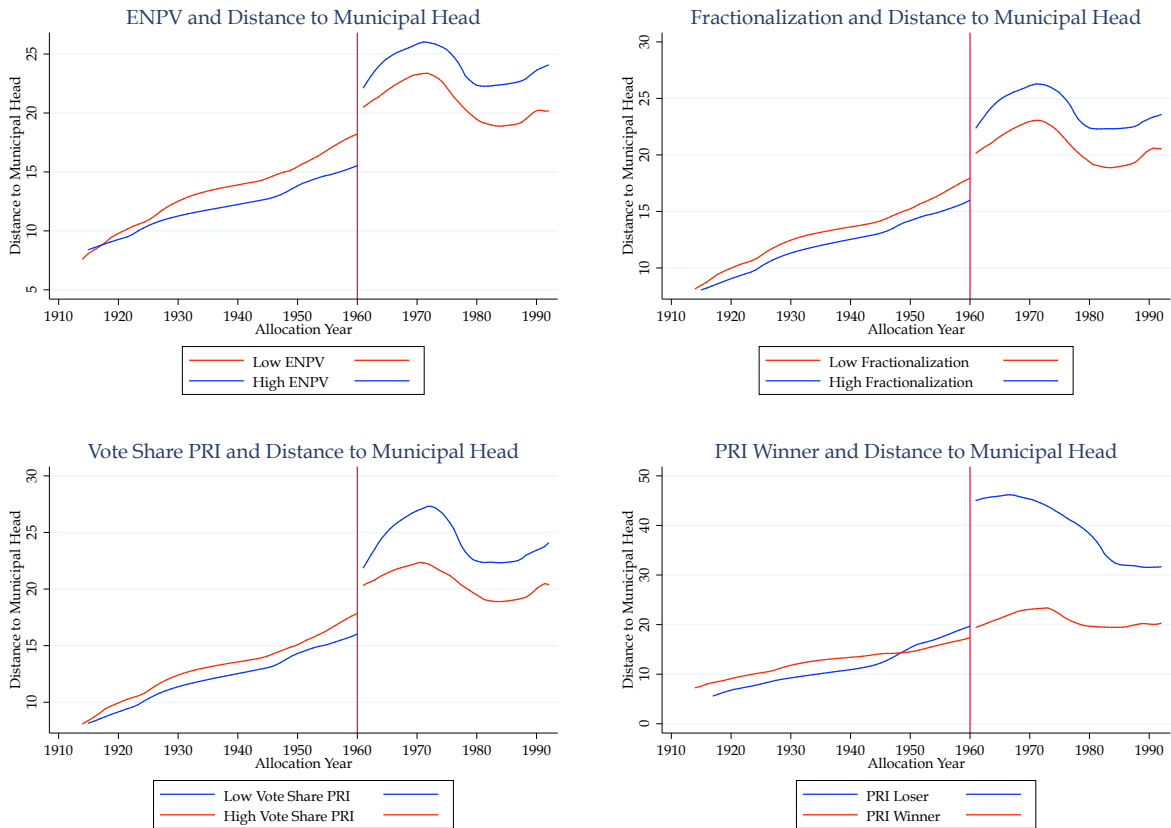 ENPV and Distance to Municipal Head
Distance to Municipal Head
25
20
15
10
5
1910 1920 1930 1940 1950 1960 1970 1980 1990
Allocation Year
Low ENPV
High ENPV
Fractionalization and Distance to Municipal Head
Distance to Municipal Head
30
25
20
15
10
1910 1920 1930 1940 1950 1960 1970 1980 1990
Allocation Year
Low Fractionalization
High Fractionalization
Vote Share PRI and Distance to Municipal Head
Distance to Municipal Head
30
25
20
15
10
1910 1920 1930 1940 1950 1960 1970 1980 1990
Allocation Year
Low Vote Share PRI
High Vote Share PRI
PRI Winner and Distance to Municipal Head
Distance to Municipal Head
50
40
30
20
10
0
1910 1920 1930 1940 1950 1960 1970 1980 1990
Allocation Year
PRI Loser
PRI Winner